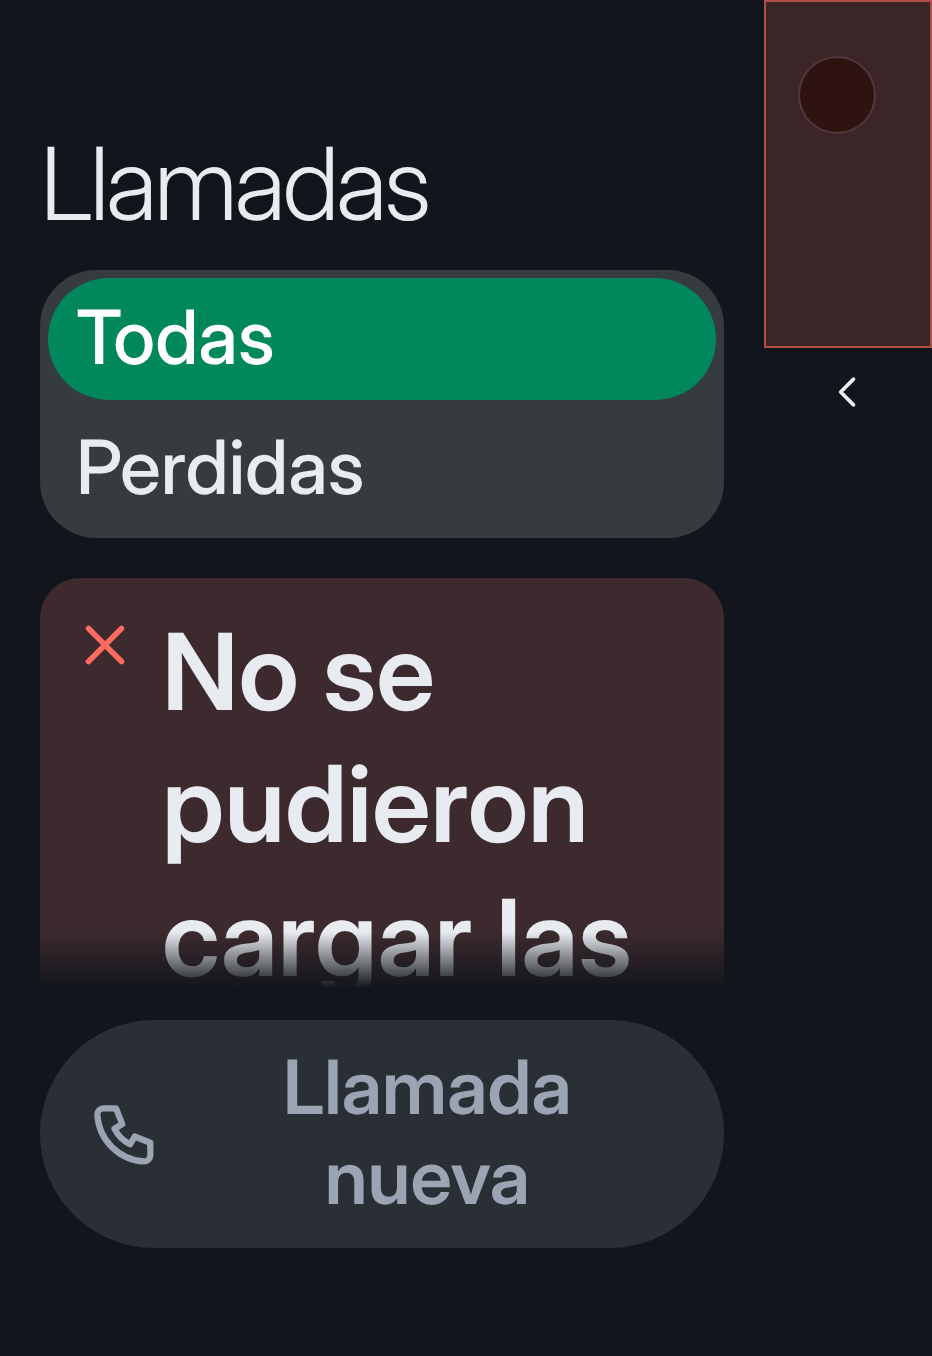 Llamadas
Todas
Perdidas
No se
pudieron
cargar las
Llamada
nueva